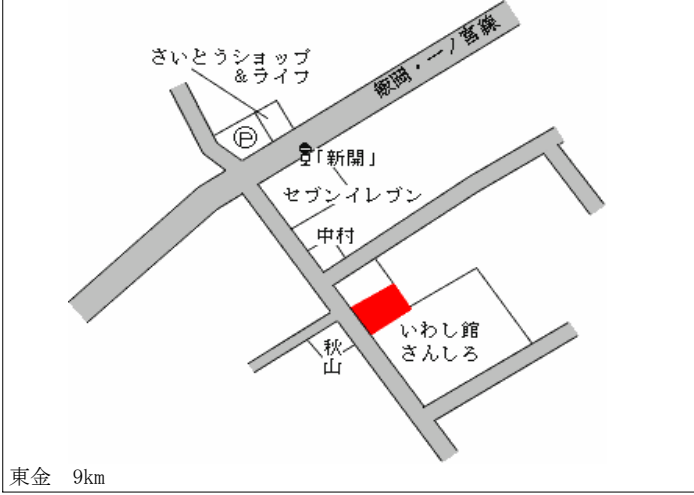 さいとうショップ
&ライフ
飯岡・一ノ宮線
Ⓟ
「新開」
セブンイレブン
中村
いわし館
さんしろ
秋
山
東金 9km